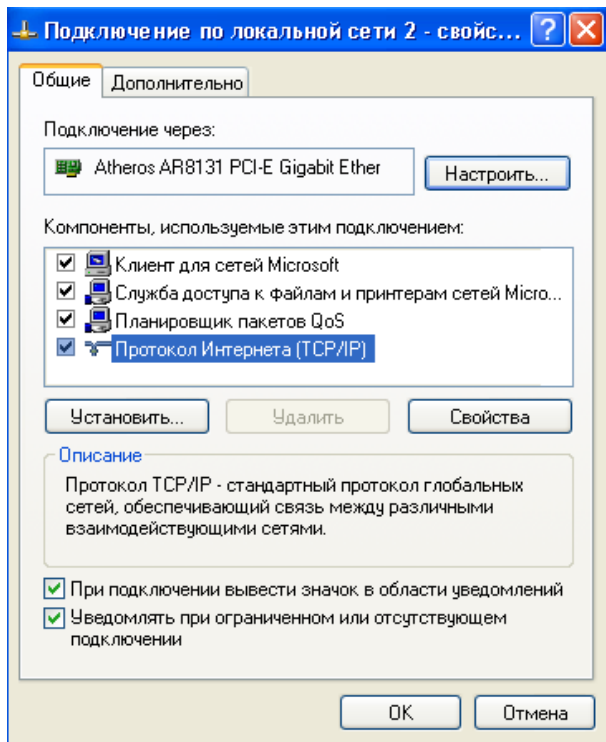 Подключение по локальной сети 2 - свойс...
Общие
Дополнительно
Подключение через:
Atheros AR8131 PCI-E Gigabit Ether
Настроить...
Компоненты, используемые этим подключением:
Клиент для сетей Microsoft
Служба доступа к файлам и принтерам сетей Micro...
Планировщик пакетов QoS
Протокол Интернета (TCP/IP)
Установить...
Удалить
Свойства
Описание
Протокол TCP/IP - стандартный протокол глобальных
сетей, обеспечивающий связь между различными
взаимодействующими сетями.
При подключении вывести значок в области уведомлений
Уведомлять при ограниченном или отсутствующем
подключении
OK
Отмена